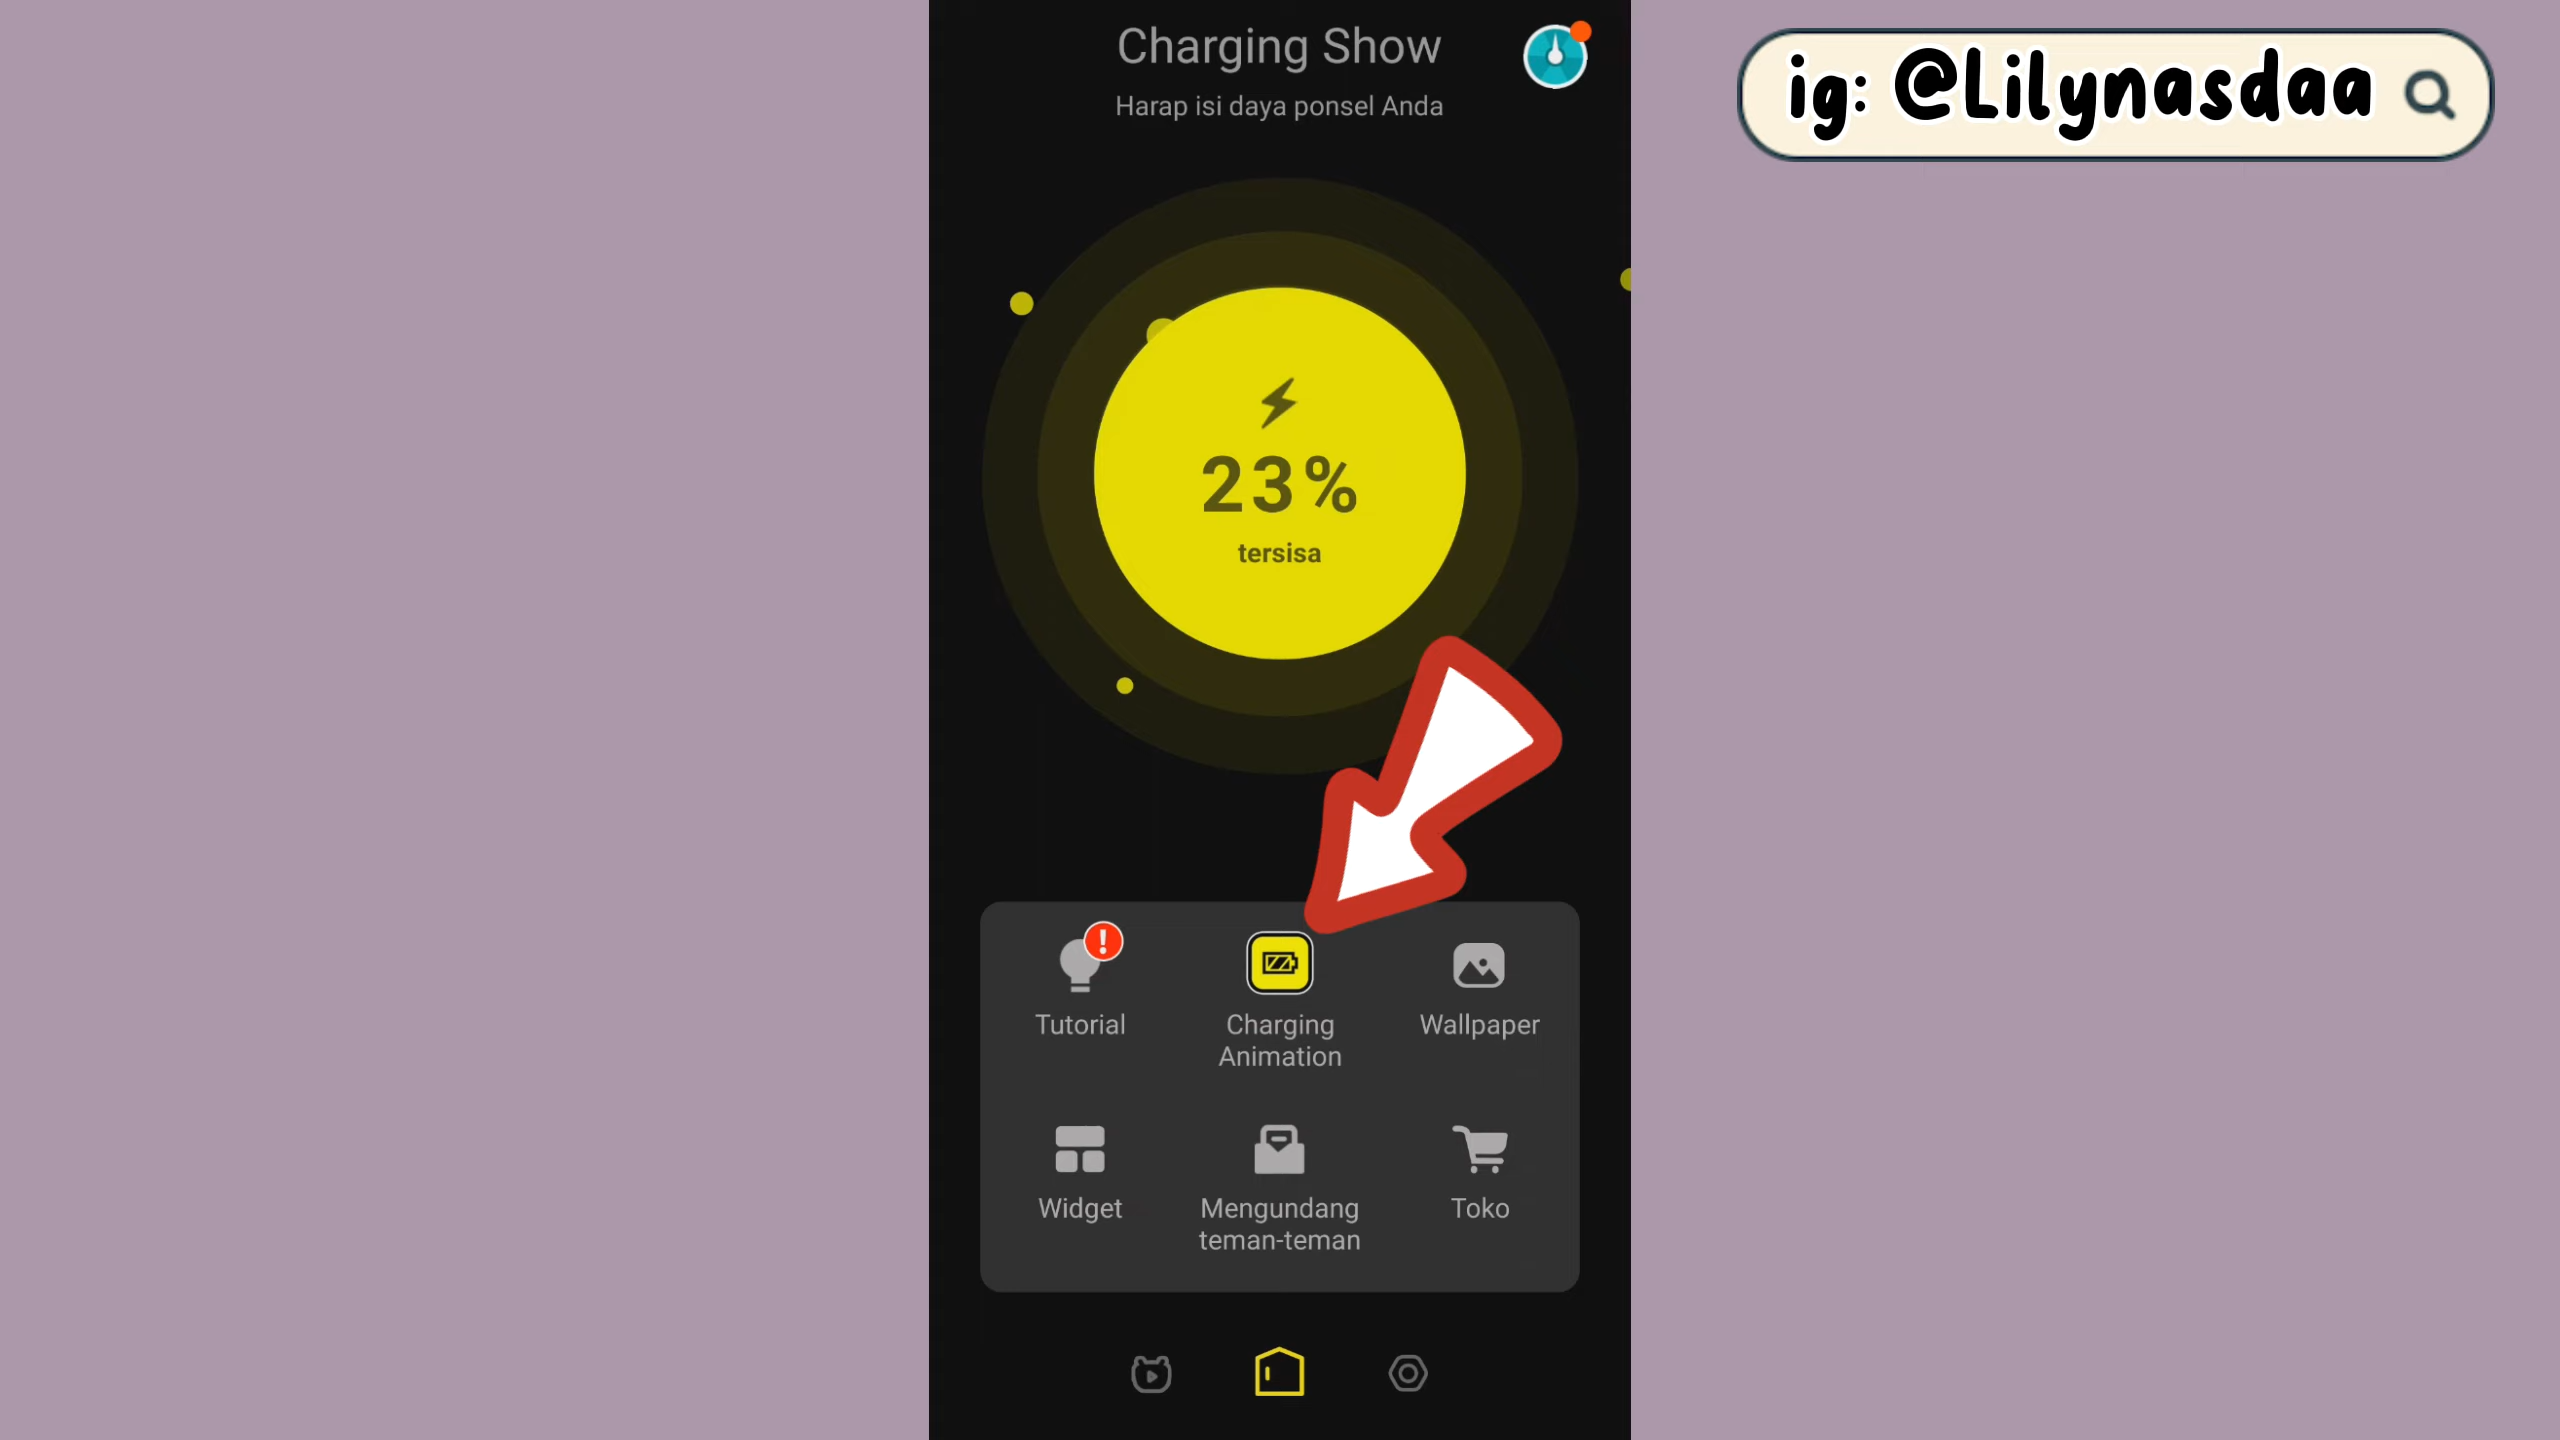 Charging Show
Harap isi daya ponsel Anda
ig: @Lilynasdaa
23%
tersisa
Tutorial
Charging
Animation
Wallpaper
Widget
Mengundang
teman-teman
Toko